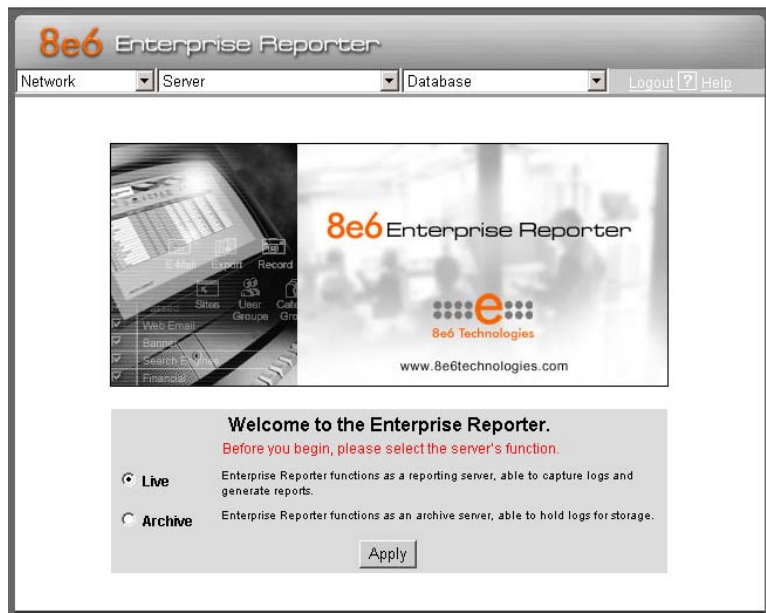 8e6 Enterprise Reporter
Network Server Database Logout ? Help
8e6 Enterprise Reporter
E-Mail Export Record
Sites User Groups
Web Email
Banner
Search Engines
Financial
8e6 Technologies
www.8e6technologies.com
Welcome to the Enterprise Reporter.
Before you begin, please select the server's function.
Live Enterprise Reporter functions as a reporting server, able to capture logs and
generate reports.
Archive Enterprise Reporter functions as an archive server, able to hold logs for storage.
Apply